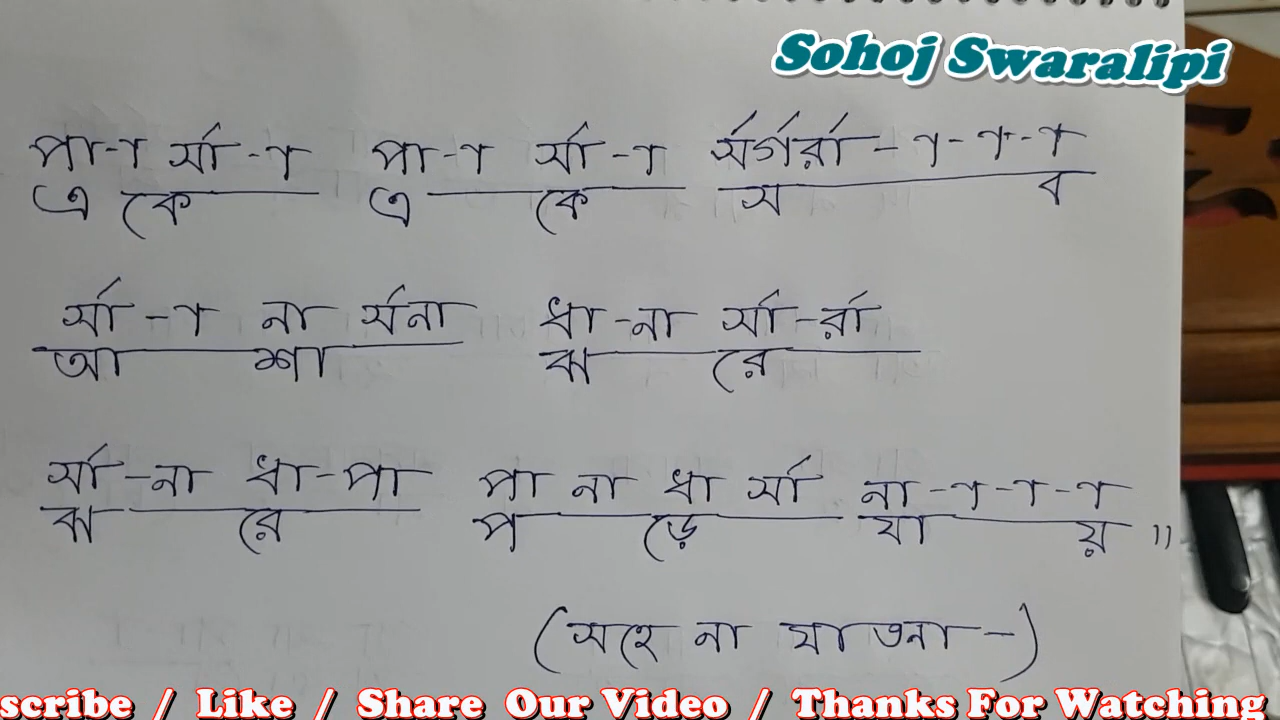 Sohoj Swaralipi
পা-া র্সা-া পা-া র্সা-া র্সর্গর্রা-া-া-া
এ কে এ কে স ব
র্সা-া না র্সনা ধা-না র্সা-র্রা
আ শা ঝ রে
র্সা-না ধা-পা পা না ধা র্সা না-া-া-া
ঝ রে প ড়ে যা য় ॥
(সহে না যাতনা-)
scribe / Like / Share Our Video / Thanks For Watching